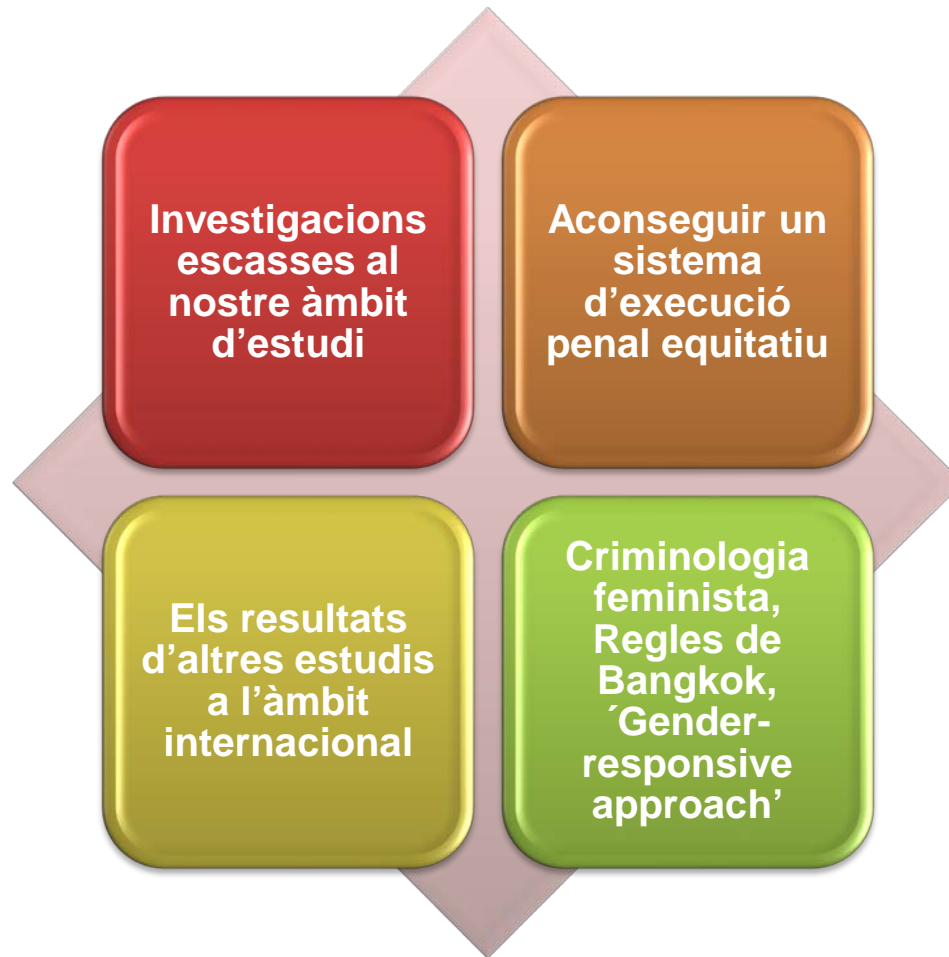 Investigacions
escasses al
nostre àmbit
d’estudi
Aconseguir un
sistema
d’execució
penal equitatiu
Els resultats
d’altres estudis
a l’àmbit
internacional
Criminologia
feminista,
Regles de
Bangkok,
´Gender-
responsive
approach’